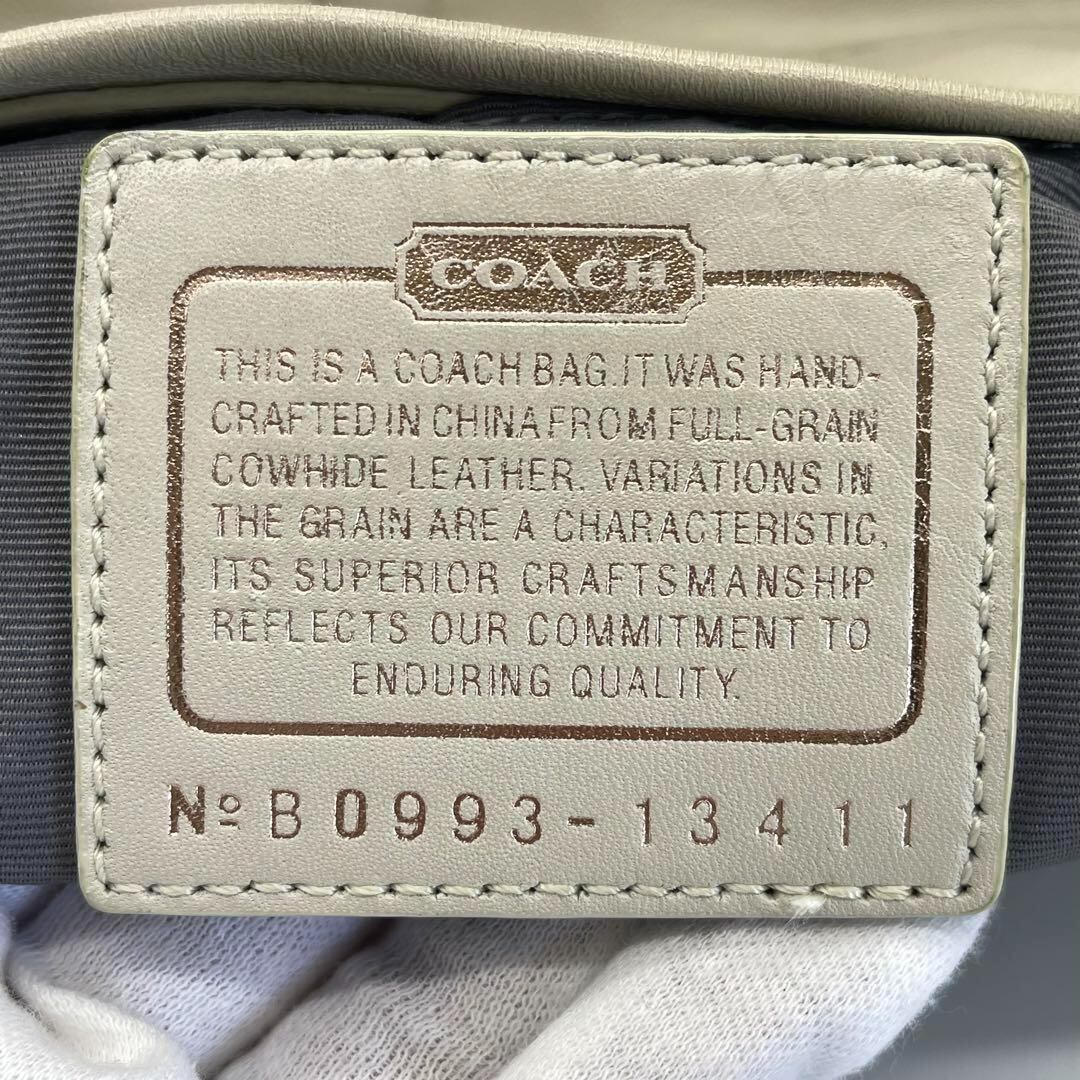 COACH
THIS IS A COACH BAG.IT WAS HAND-
CRAFTED IN CHINA FROM FULL-GRAIN
COWHIDE LEATHER. VARIATIONS IN
THE GRAIN ARE A CHARACTERISTIC,
ITS SUPERIOR CRAFTSMANSHIP
REFLECTS OUR COMMITMENT TO
ENDURING QUALITY.
Nº B0993-13411